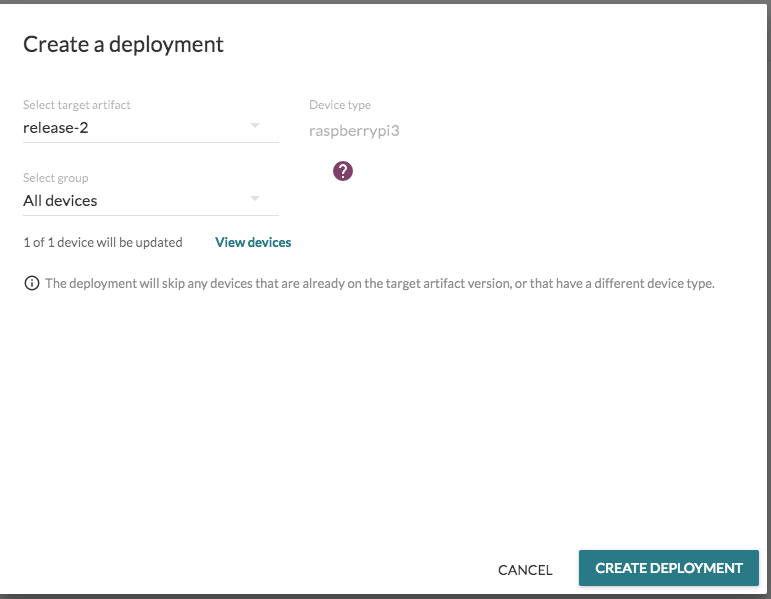 Create a deployment
Select target artifact
release-2
Device type
raspberrypi3
?
Select group
All devices
1 of 1 device will be updated
View devices
The deployment will skip any devices that are already on the target artifact version, or that have a different device type.
CANCEL
CREATE DEPLOYMENT